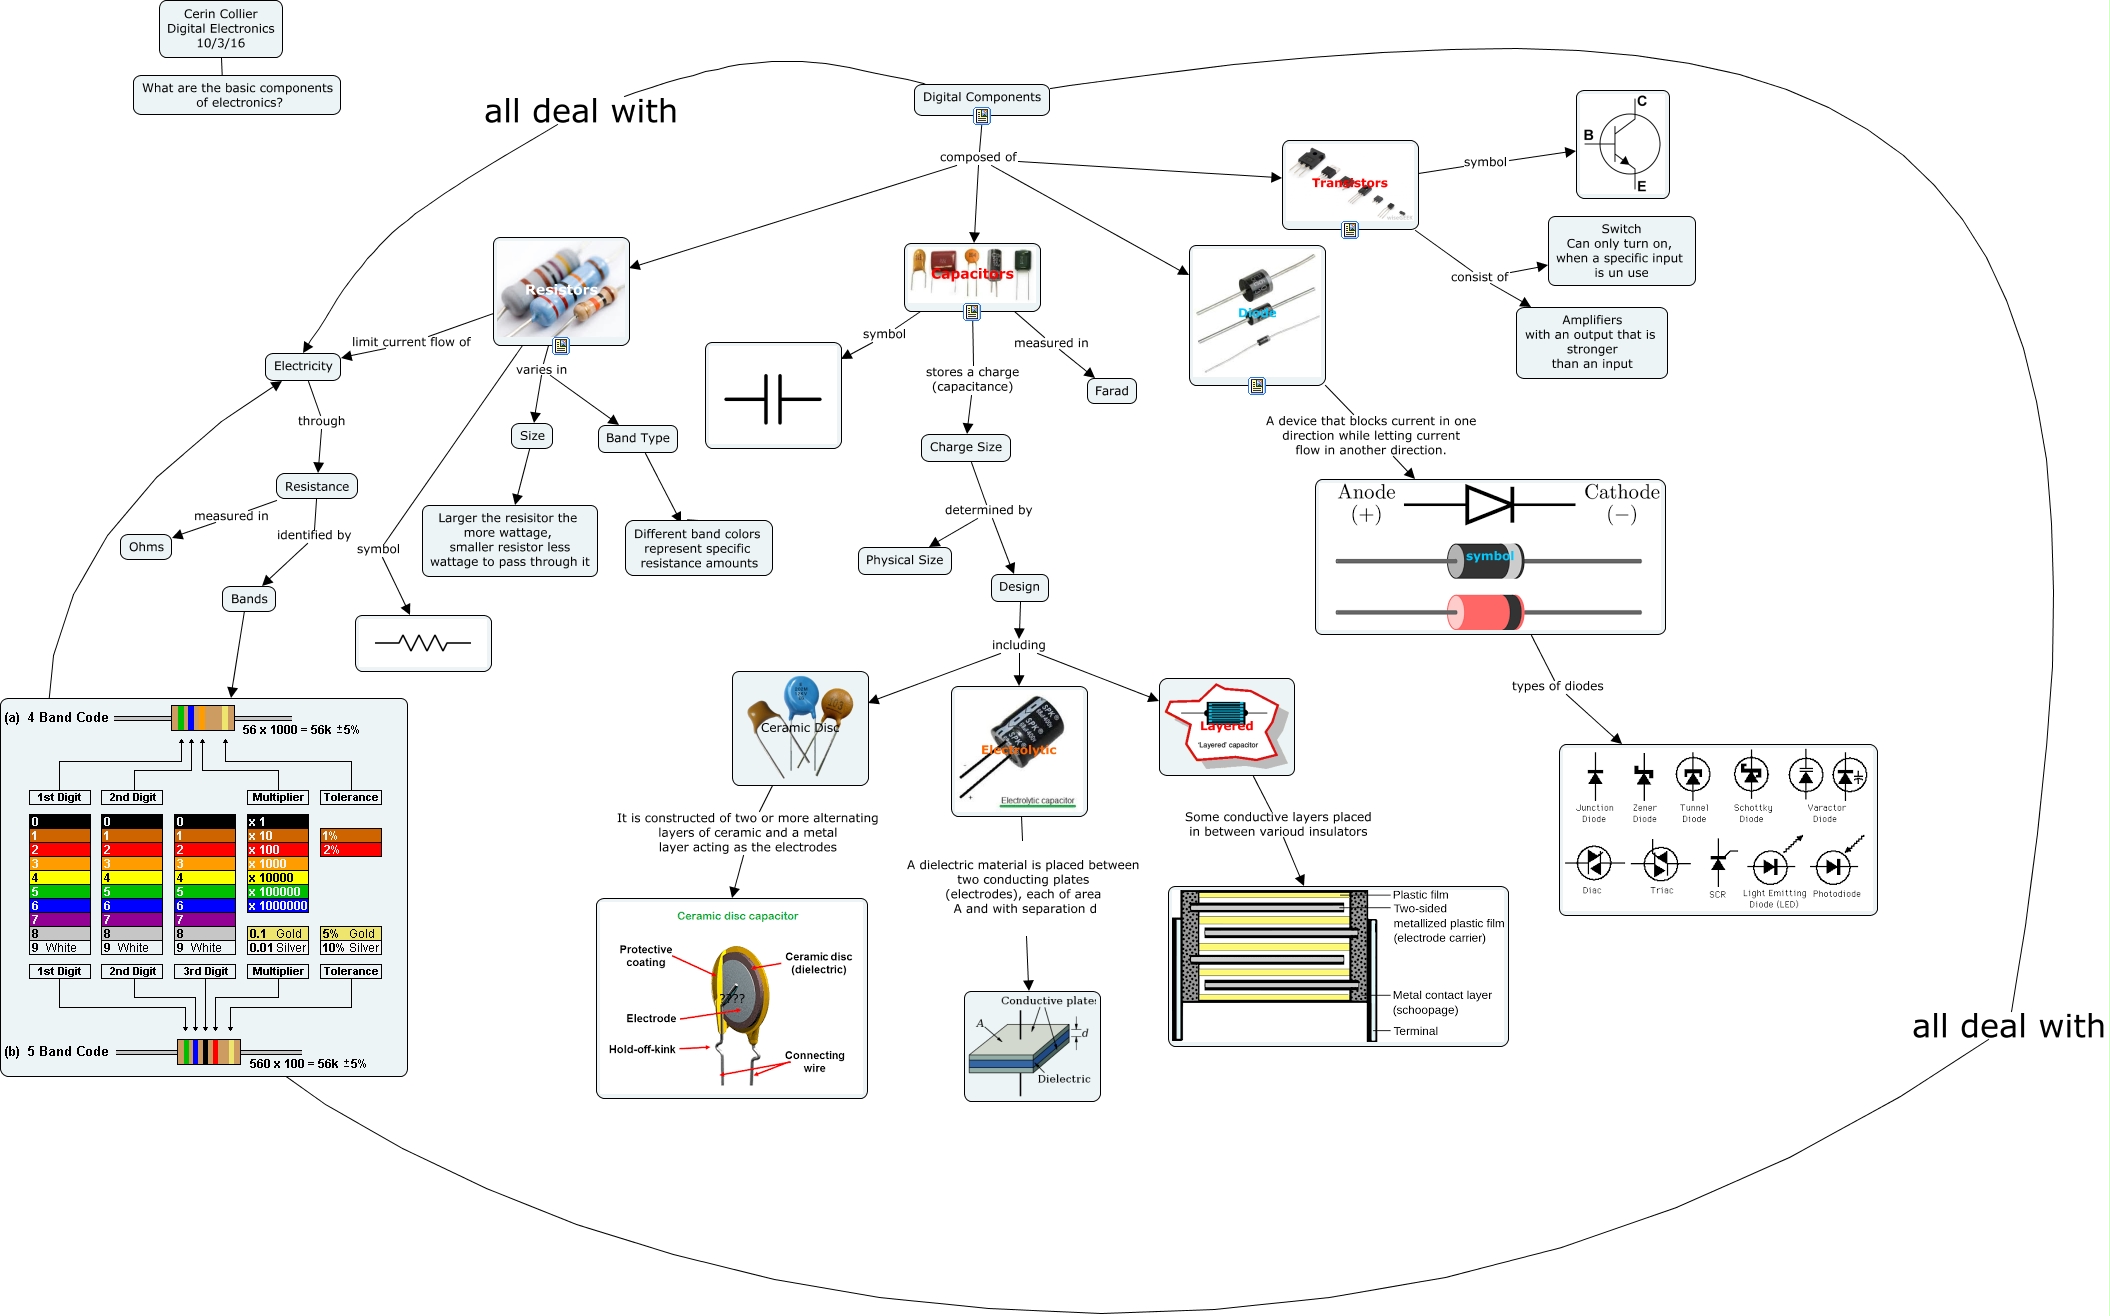 Cerin Collier
Digital Electronics
10/3/16
What are the basic components
of electronics?
all deal with
Digital Components
composed of
Transistors
symbol
C
B
E
Switch
Can only turn on,
when a specific input
is un use
consist of
Amplifiers
with an output that is
stronger
than an input
Resistors
Capacitors
Diode
limit current flow of
Electricity
through
Resistance
measured in
Ohms
identified by
Bands
varies in
Size
Band Type
Larger the resisitor the
more wattage,
smaller resistor less
wattage to pass through it
Different band colors
represent specific
resistance amounts
symbol
symbol
stores a charge
(capacitance)
measured in
Farad
Charge Size
determined by
Physical Size
Design
including
A device that blocks current in one
direction while letting current
flow in another direction.
Anode
(+)
Cathode
(−)
symbol
types of diodes
Junction
Diode
Zener
Diode
Tunnel
Diode
Schottky
Diode
Varactor
Diode
Diac
Triac
SCR
Light Emitting
Diode (LED)
Photodiode
Ceramic Disc
Electrolytic
Electrolytic capacitor
Layered
'Layered' capacitor
It is constructed of two or more alternating
layers of ceramic and a metal
layer acting as the electrodes
A dielectric material is placed between
two conducting plates
(electrodes), each of area
A and with separation d
Some conductive layers placed
in between varioud insulators
Ceramic disc capacitor
Protective
coating
Ceramic disc
(dielectric)
????
Electrode
Hold-off-kink
Connecting
wire
Conductive plates
A
d
Dielectric
Plastic film
Two-sided
metallized plastic film
(electrode carrier)
Metal contact layer
(schoopage)
Terminal
all deal with
(a) 4 Band Code
56 x 1000 = 56k ±5%
1st Digit 2nd Digit Multiplier Tolerance
0 0 0 x 1
1 1 1 x 10 1%
2 2 2 x 100 2%
3 3 3 x 1000
4 4 4 x 10000
5 5 5 x 100000
6 6 6 x 1000000
7 7 7
8 8 8 0.1 Gold 5% Gold
9 White 9 White 9 White 0.01 Silver 10% Silver
1st Digit 2nd Digit 3rd Digit Multiplier Tolerance
(b) 5 Band Code
560 x 100 = 56k ±5%